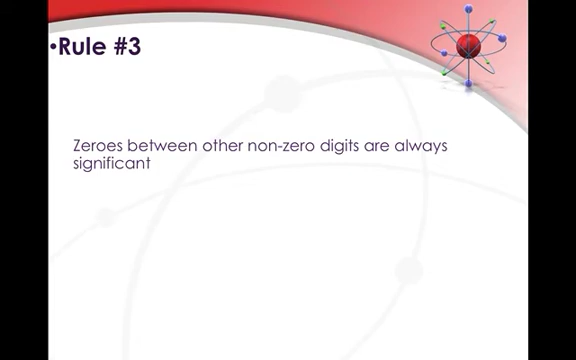 •Rule #3
Zeroes between other non-zero digits are always
significant